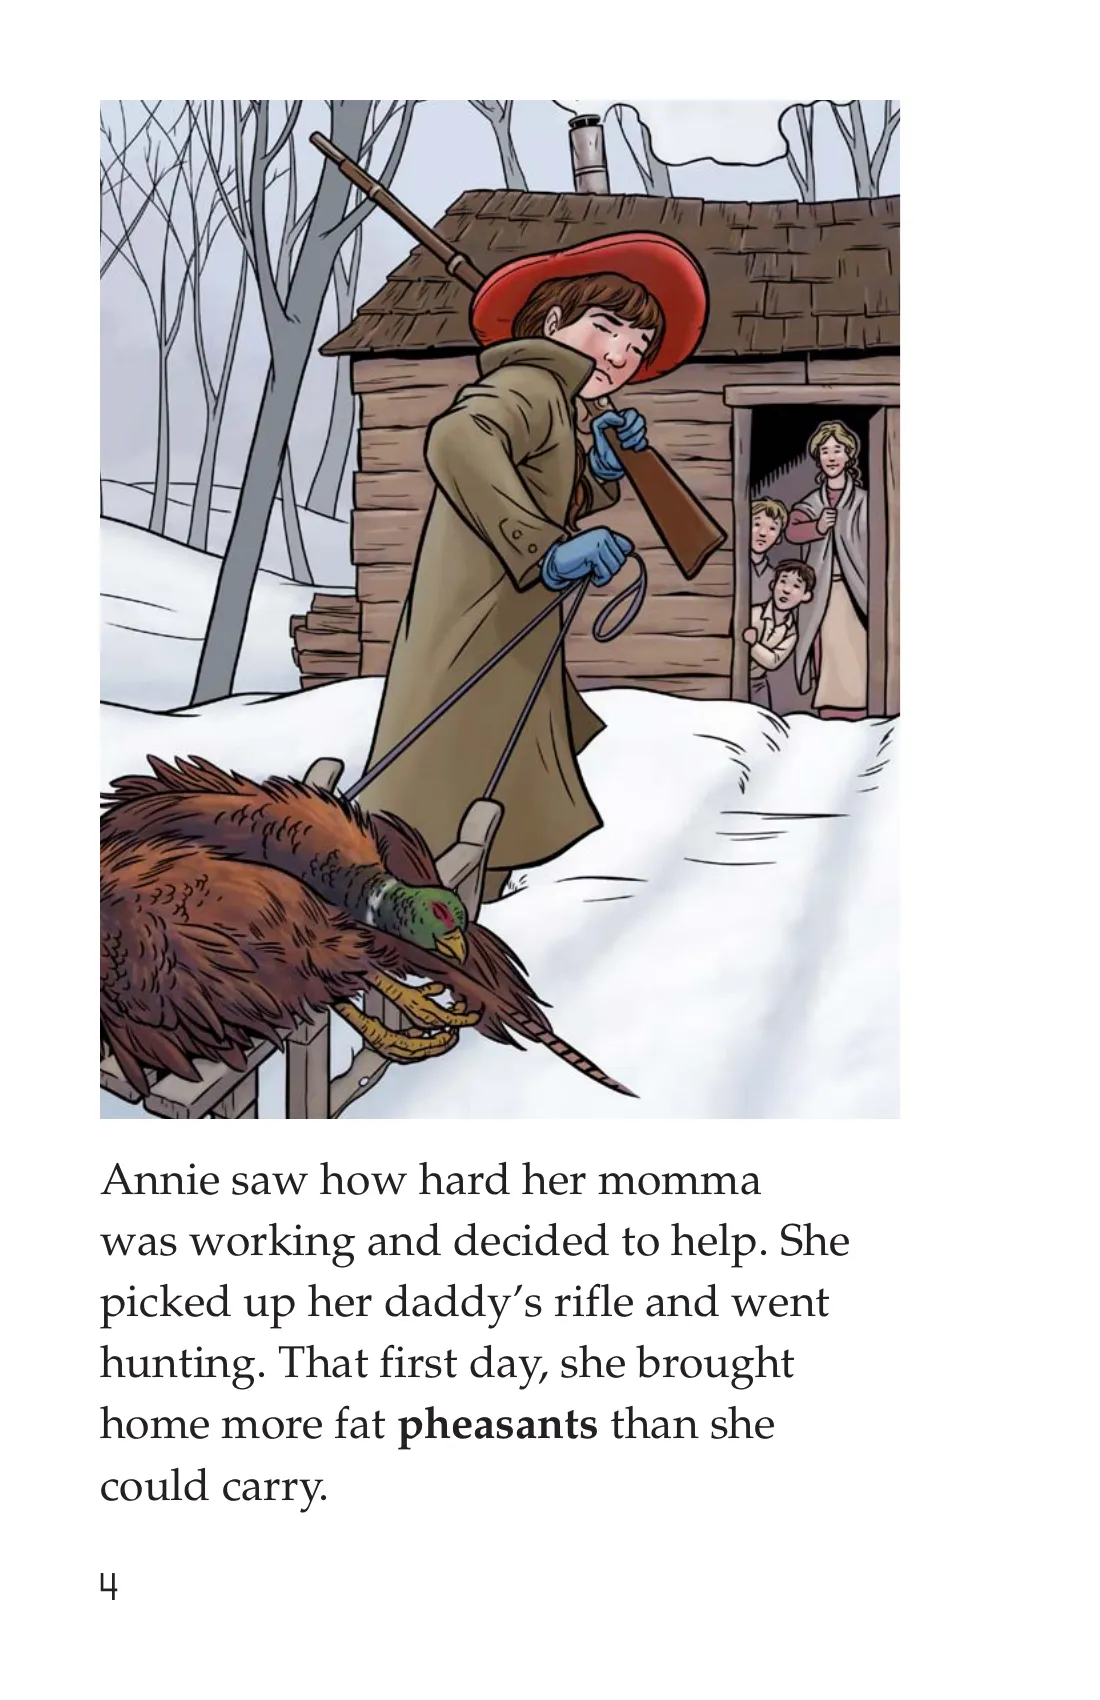 Annie saw how hard her momma
was working and decided to help. She
picked up her daddy’s rifle and went
hunting. That first day, she brought
home more fat pheasants than she
could carry.
4